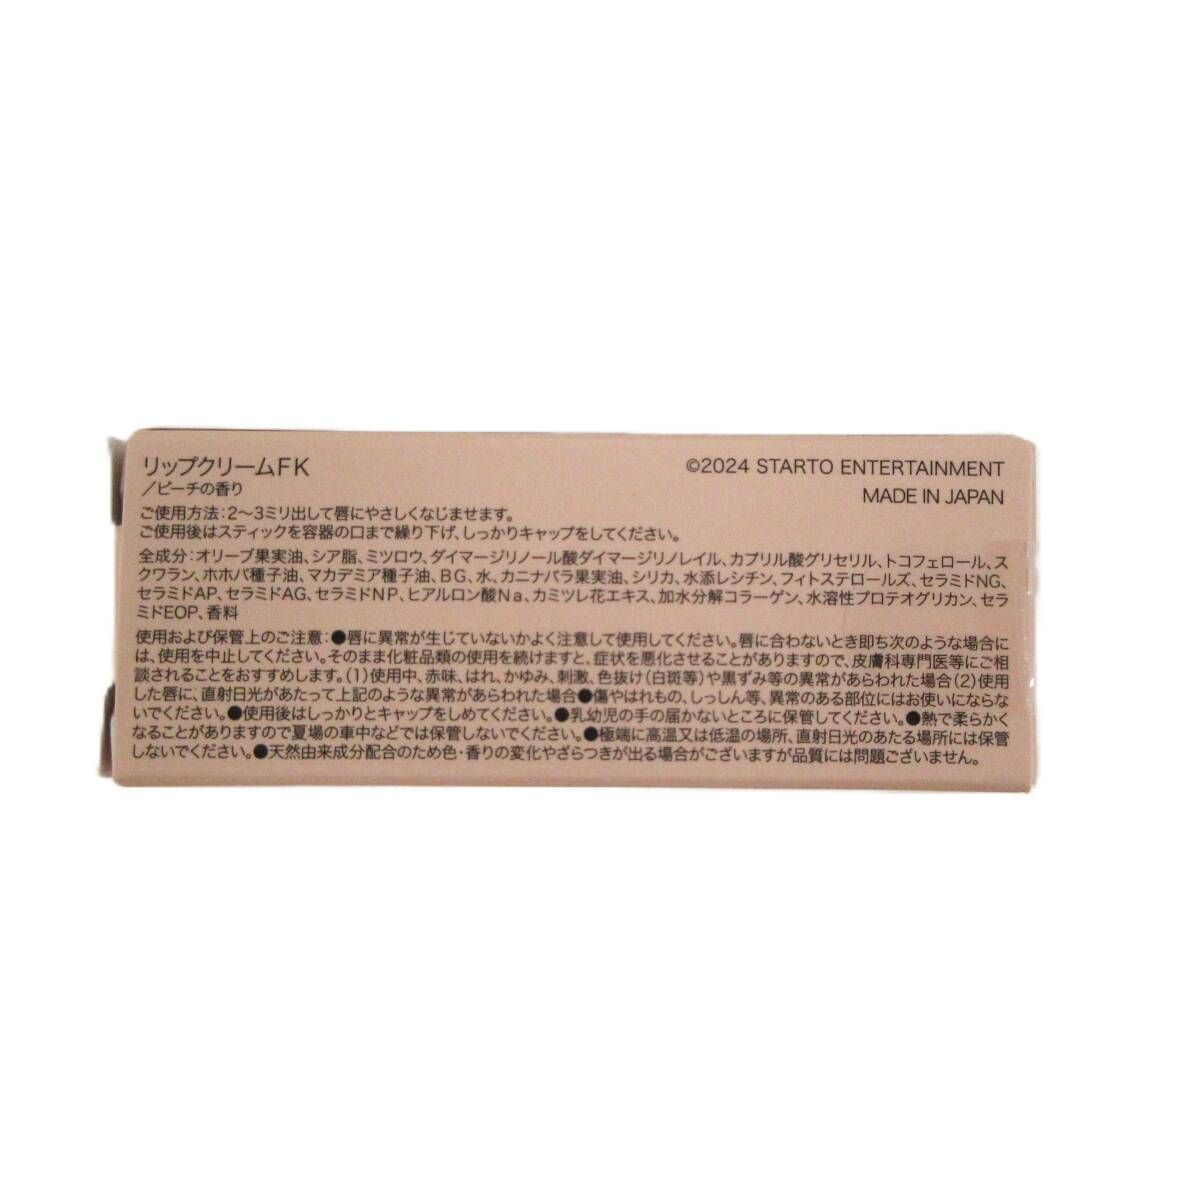 リップクリームFK
/ピーチの香り
©2024 STARTO ENTERTAINMENT
MADE IN JAPAN
ご使用方法:2〜3ミリ出して唇にやさしくなじませます。
ご使用後はスティックを容器の口まで繰り下げ、しっかりキャップをしてください。
全成分:オリーブ果実油、シア脂、ミツロウ、ダイマージリノール酸ダイマージリノレイル、カプリル酸グリセリル、トコフェロール、ス
クワラン、ホホバ種子油、マカデミア種子油、BG、水、カニナバラ果実油、シリカ、水添レシチン、フィトステロールズ、セラミドNG、
セラミドAP、セラミドAG、セラミドNP、ヒアルロン酸Na、カミツレ花エキス、加水分解コラーゲン、水溶性プロテオグリカン、セラ
ミドEOP、香料
使用および保管上のご注意:●唇に異常が生じていないかよく注意して使用してください。唇に合わないとき即ち次のような場合に
は、使用を中止してください。そのまま化粧品類の使用を続けますと、症状を悪化させることがありますので、皮膚科専門医等にご相
談されることをおすすめします。(1)使用中、赤味、はれ、かゆみ、刺激、色抜け(白斑等)や黒ずみ等の異常があらわれた場合(2)使用
した唇に、直射日光があたって上記のような異常があらわれた場合●傷やはれもの、しっしん等、異常のある部位にはお使いにならな
いでください。●使用後はしっかりとキャップをしめてください。●乳幼児の手の届かないところに保管してください。●熱で柔らかく
なることがありますので夏場の車中などでは保管しないでください。●極端に高温又は低温の場所、直射日光のあたる場所には保管
しないでください。●天然由来成分配合のため色・香りの変化やざらつきが出る場合がございますが品質には問題ございません。